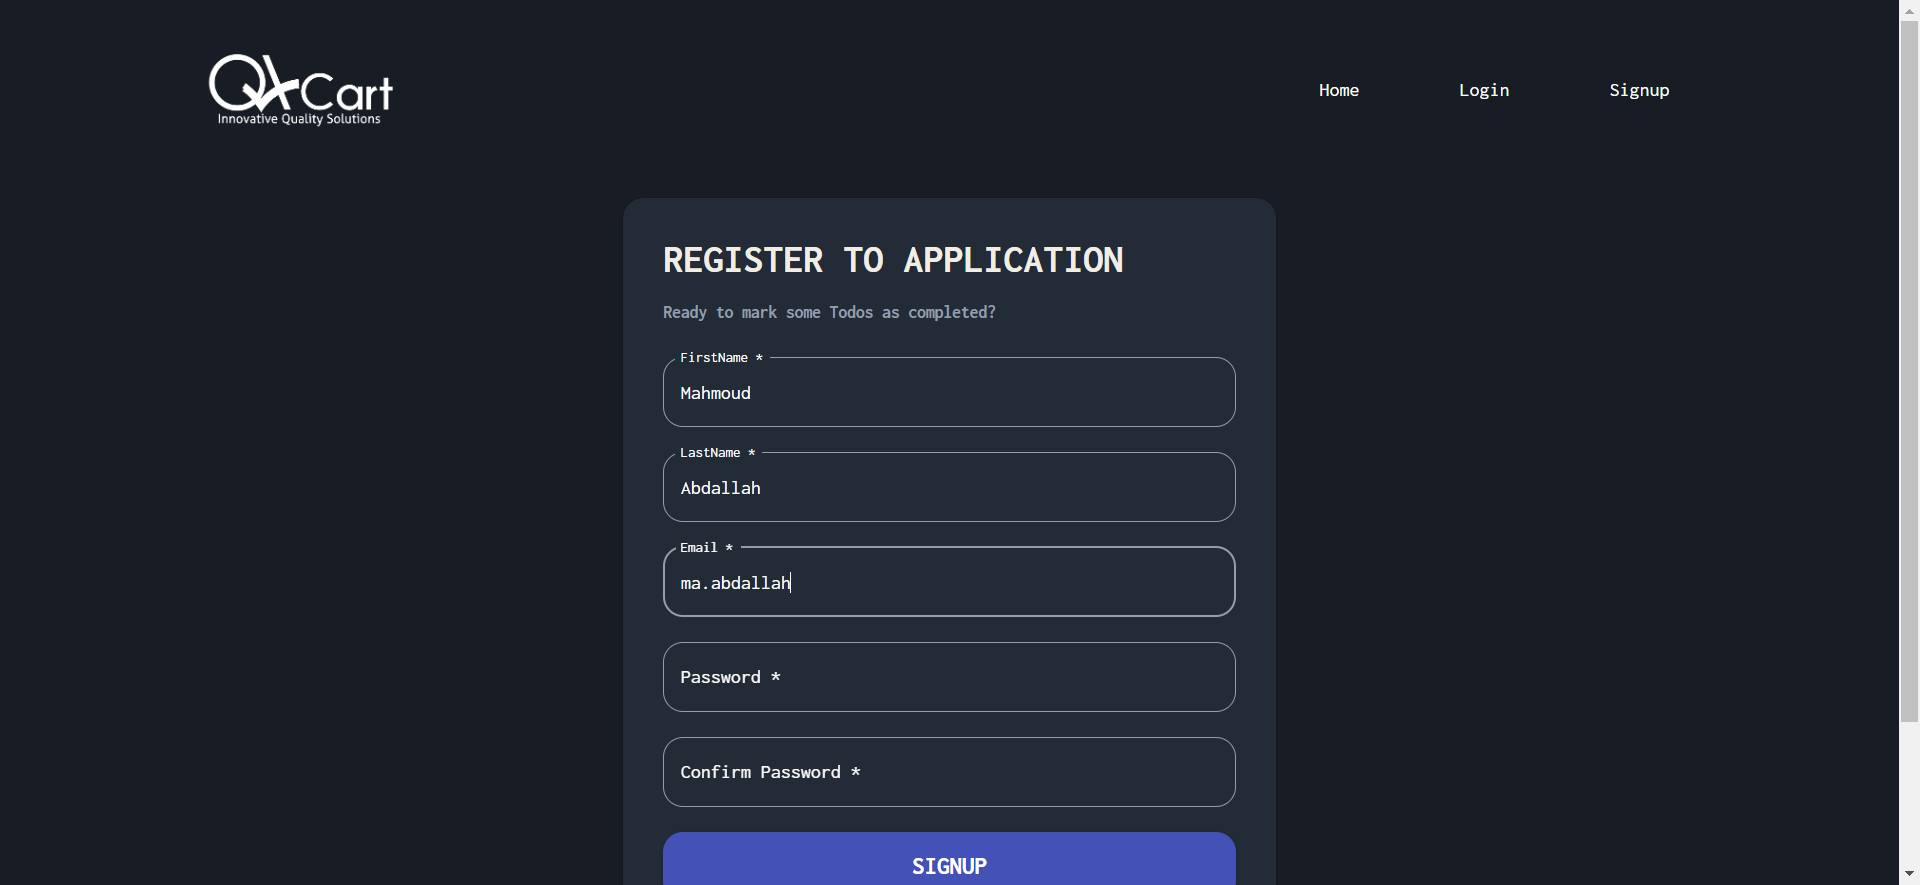 QACart
Innovative Quality Solutions
Home Login Signup
REGISTER TO APPLICATION
Ready to mark some Todos as completed?
FirstName *
Mahmoud
LastName *
Abdallah
Email *
ma.abdallah
Password *
Confirm Password *
SIGNUP